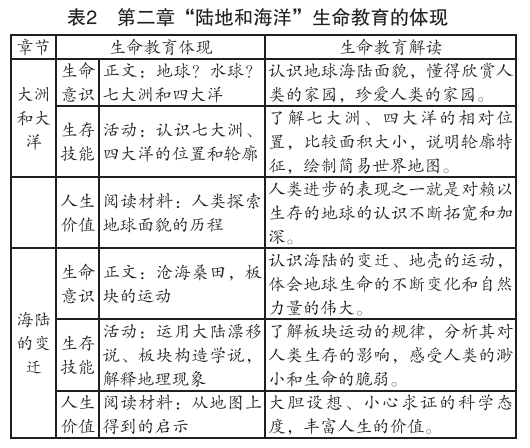 表2 第二章“陆地和海洋”生命教育的体现
章节 生命教育体现 生命教育解读
大洲
和大
洋
生命
意识
正文：地球？水球？
七大洲和四大洋
认识地球海陆面貌，懂得欣赏人
类的家园，珍爱人类的家园。
生存
技能
活动：认识七大洲、
四大洋的位置和轮廓
了解七大洲、四大洋的相对位
置，比较面积大小，说明轮廓特
征，绘制简易世界地图。
人生
价值
阅读材料：人类探索
地球面貌的历程
人类进步的表现之一就是对赖以
生存的地球的认识不断拓宽和加
深。
海陆
的变
迁
生命
意识
正文：沧海桑田，板
块的运动
认识海陆的变迁、地壳的运动，
体会地球生命的不断变化和自然
力量的伟大。
生存
技能
活动：运用大陆漂移
说、板块构造学说，
解释地理现象
了解板块运动的规律，分析其对
人类生存的影响，感受人类的渺
小和生命的脆弱。
人生
价值
阅读材料：从地图上
得到的启示
大胆设想、小心求证的科学态
度，丰富人生的价值。